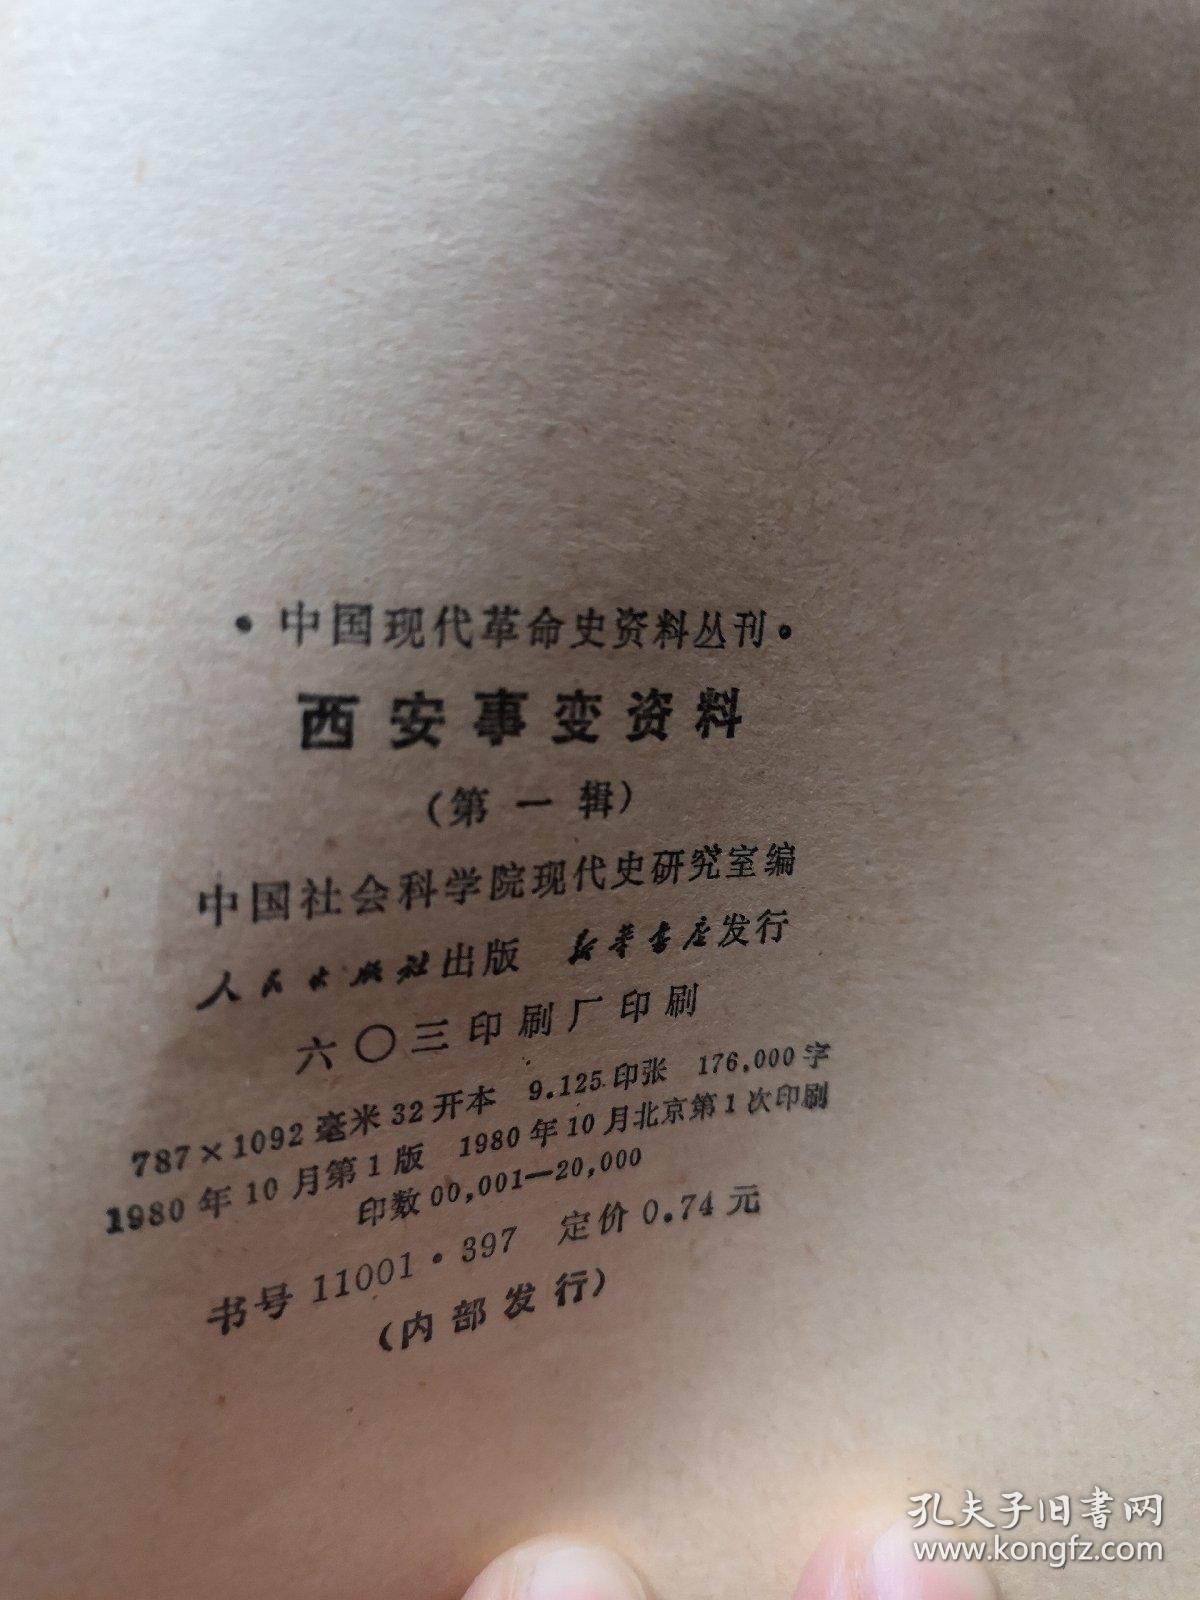 ·中国现代革命史资料丛刊·
西安事变资料
(第一辑)
中国社会科学院现代史研究室编
人民出版社出版 新华书店发行
六〇三印刷厂印刷
787×1092毫米32开本 9.125印张 176,000字
1980年10月第1版 1980年10月北京第1次印刷
印数00,001—20,000
书号11001·397 定价0.74元
(内部发行)
孔夫子旧书网
www.kongfz.com